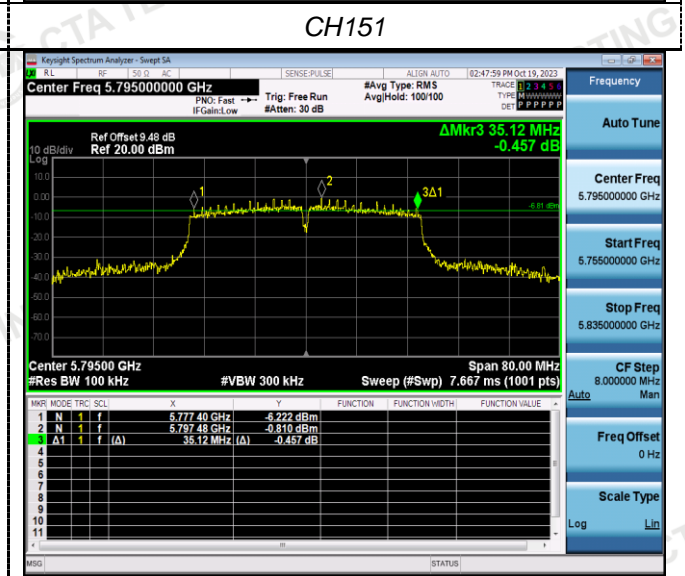 CH151
Keysight Spectrum Analyzer - Swept SA
RL RF 50 Ω AC SENSE:PULSE ALIGN AUTO 02:47:59 PM Oct 19, 2023
Center Freq 5.795000000 GHz
PNO: Fast Trig: Free Run #Avg Type: RMS TRACE 1 2 3 4 5 6
IFGain:Low #Atten: 30 dB Avg|Hold: 100/100 TYPE M WWWWW
DET P P P P P P
Frequency
Auto Tune
Ref Offset 9.48 dB ΔMkr3 35.12 MHz
10 dB/div Ref 20.00 dBm -0.457 dB
Log
10.0
0.00
-10.0
-20.0
-30.0
-40.0
-50.0
-60.0
-70.0
1
2
3Δ1
-6.81 dBm
Center 5.79500 GHz Span 80.00 MHz
#Res BW 100 kHz #VBW 300 kHz Sweep (#Swp) 7.667 ms (1001 pts)
MKR MODE TRC SCL X Y FUNCTION FUNCTION WIDTH FUNCTION VALUE
1 N 1 f 5.777 40 GHz -6.222 dBm
2 N 1 f 5.797 48 GHz -0.810 dBm
3 Δ1 1 f (Δ) 35.12 MHz (Δ) -0.457 dB
4
5
6
7
8
9
10
11
Center Freq
5.795000000 GHz
Start Freq
5.755000000 GHz
Stop Freq
5.835000000 GHz
CF Step
8.000000 MHz
Auto Man
Freq Offset
0 Hz
Scale Type
Log Lin
MSG STATUS